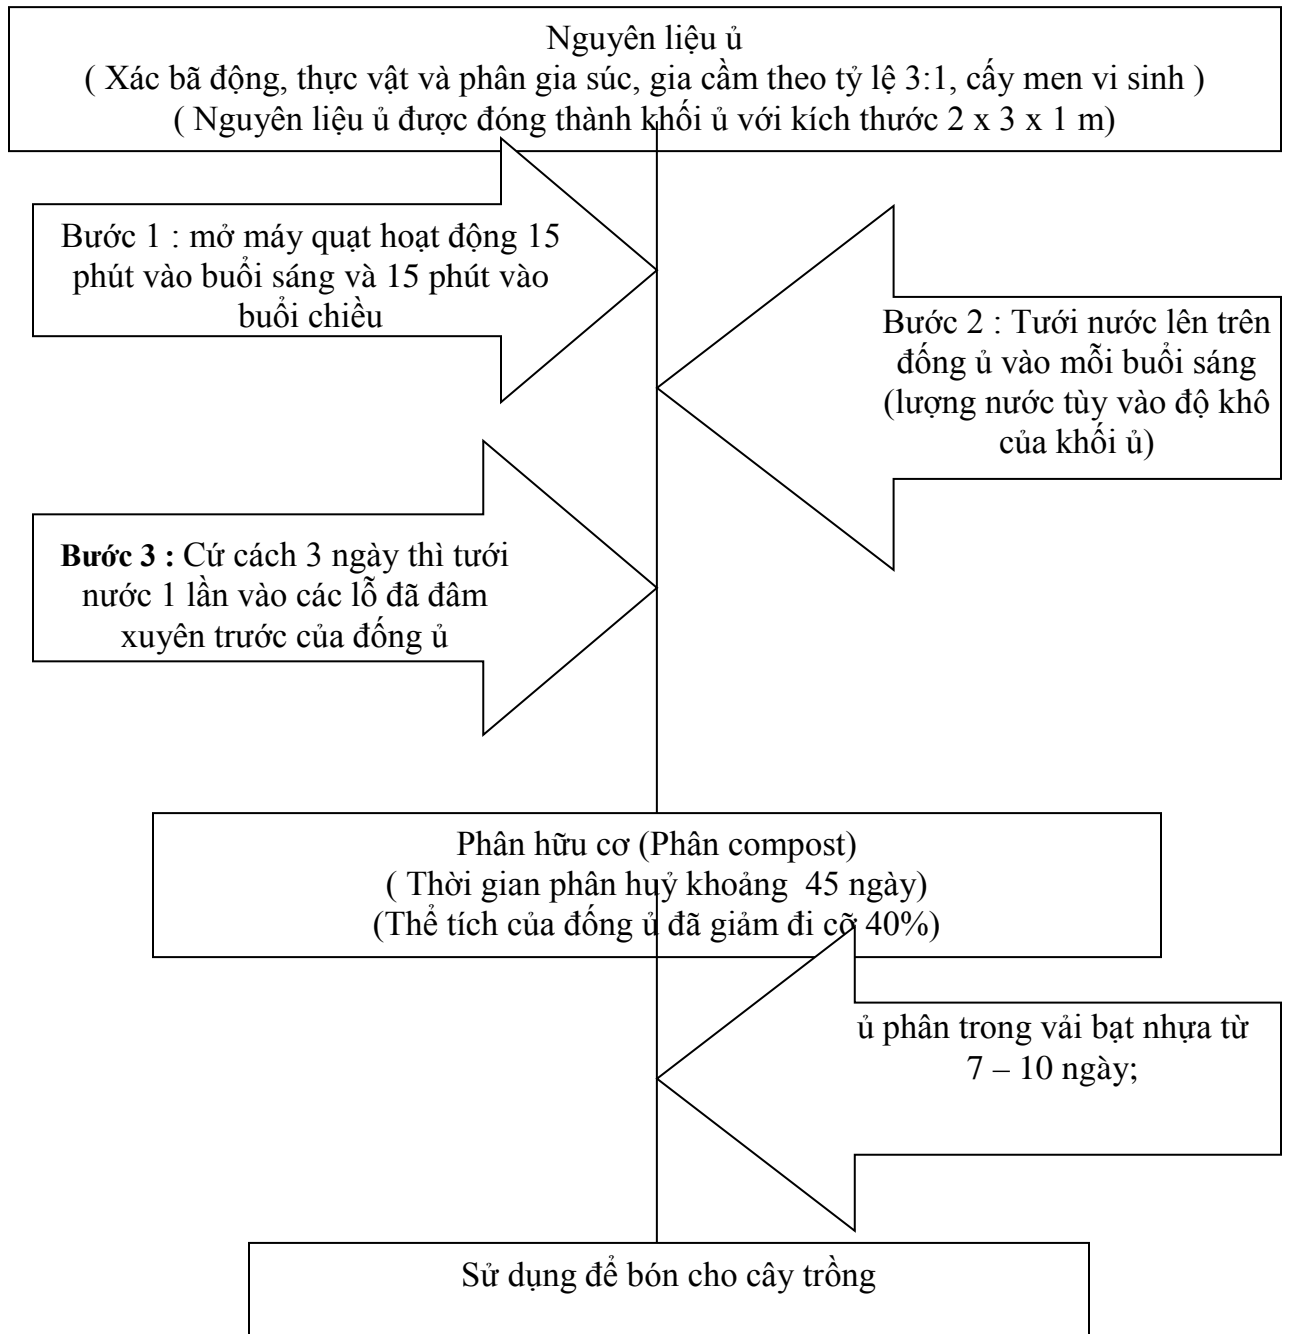 Nguyên liệu ủ
( Xác bã động, thực vật và phân gia súc, gia cầm theo tỷ lệ 3:1, cấy men vi sinh )
( Nguyên liệu ủ được đóng thành khối ủ với kích thước 2 x 3 x 1 m)
Bước 1 : mở máy quạt hoạt động 15
phút vào buổi sáng và 15 phút vào
buổi chiều
Bước 2 : Tưới nước lên trên
đống ủ vào mỗi buổi sáng
(lượng nước tùy vào độ khô
của khối ủ)
Bước 3 : Cứ cách 3 ngày thì tưới
nước 1 lần vào các lỗ đã đâm
xuyên trước của đống ủ
Phân hữu cơ (Phân compost)
( Thời gian phân huỷ khoảng  45 ngày)
(Thể tích của đống ủ đã giảm đi cỡ 40%)
ủ phân trong vải bạt nhựa từ
7 – 10 ngày;
Sử dụng để bón cho cây trồng